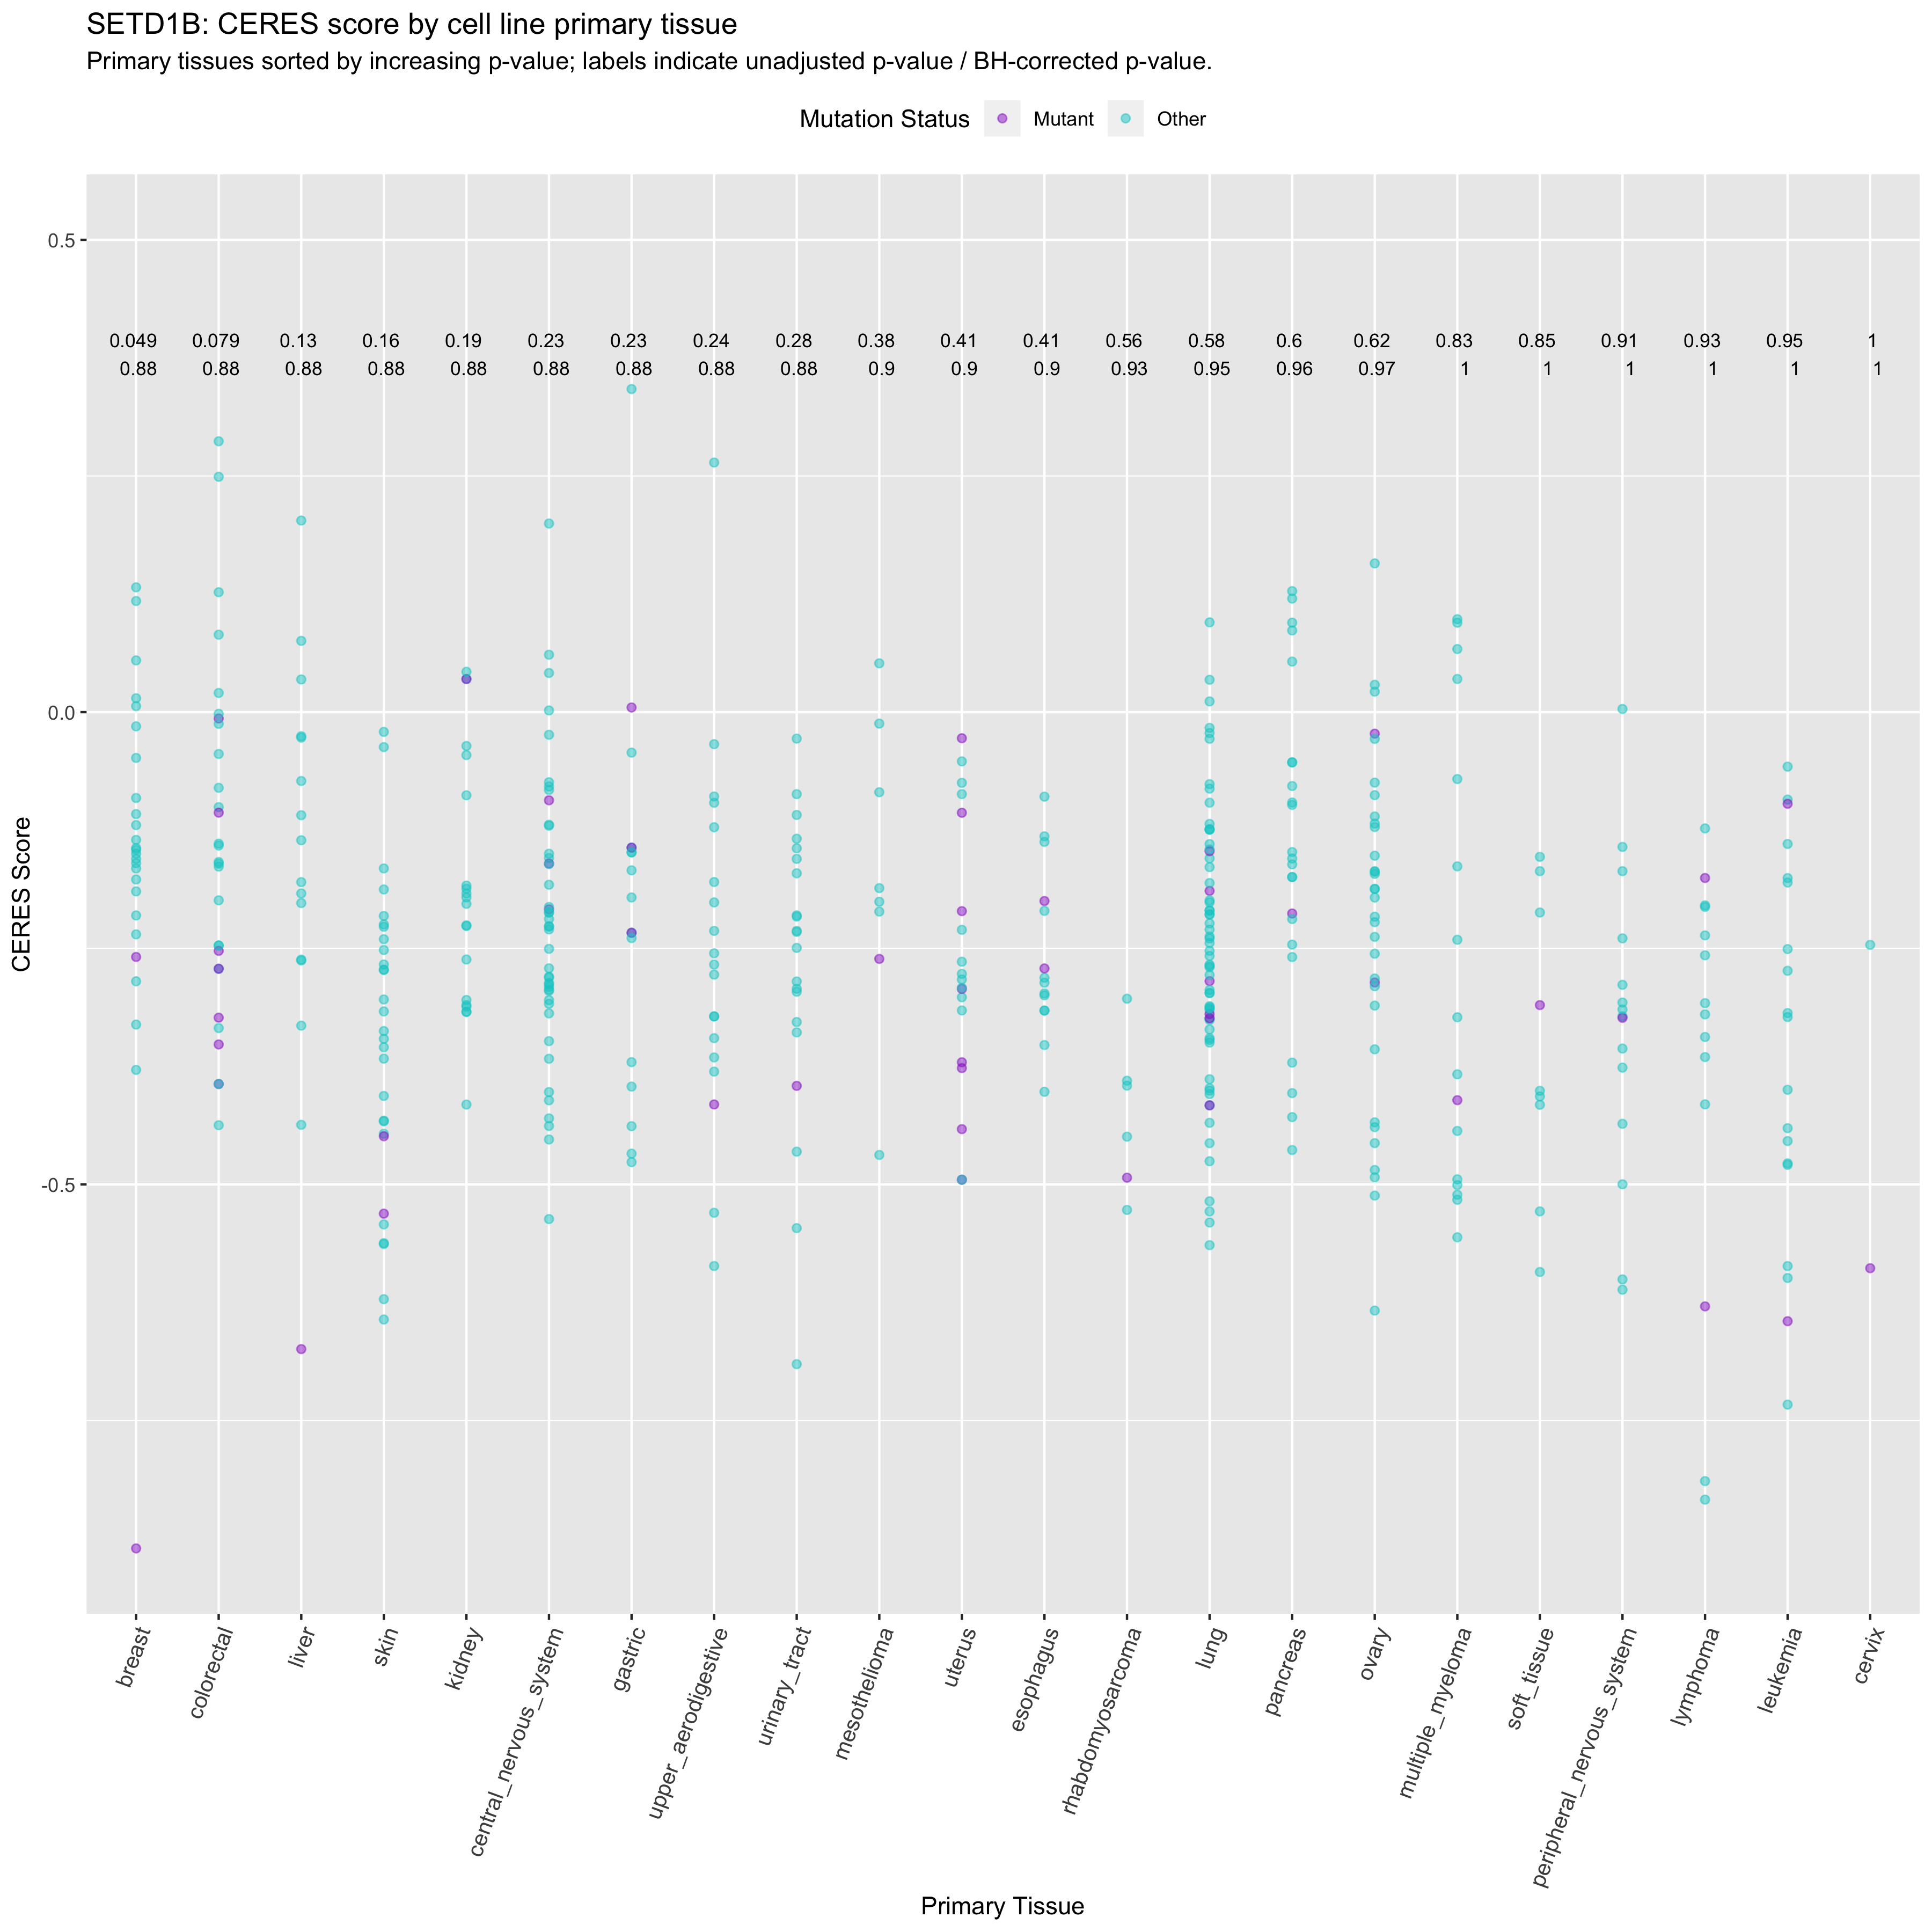 SETD1B: CERES score by cell line primary tissue
Primary tissues sorted by increasing p-value; labels indicate unadjusted p-value / BH-corrected p-value.
Mutation Status Mutant Other
0.5
0.049 0.079 0.13 0.16 0.19 0.23 0.23 0.24 0.28 0.38 0.41 0.41 0.56 0.58 0.6 0.62 0.83 0.85 0.91 0.93 0.95 1
0.88 0.88 0.88 0.88 0.88 0.88 0.88 0.88 0.88 0.9 0.9 0.9 0.93 0.95 0.96 0.97 1 1 1 1 1 1
0.0
CERES Score
-0.5
breast
colorectal
liver
skin
kidney
central_nervous_system
gastric
upper_aerodigestive
urinary_tract
mesothelioma
uterus
esophagus
rhabdomyosarcoma
lung
pancreas
ovary
multiple_myeloma
soft_tissue
peripheral_nervous_system
lymphoma
leukemia
cervix
Primary Tissue